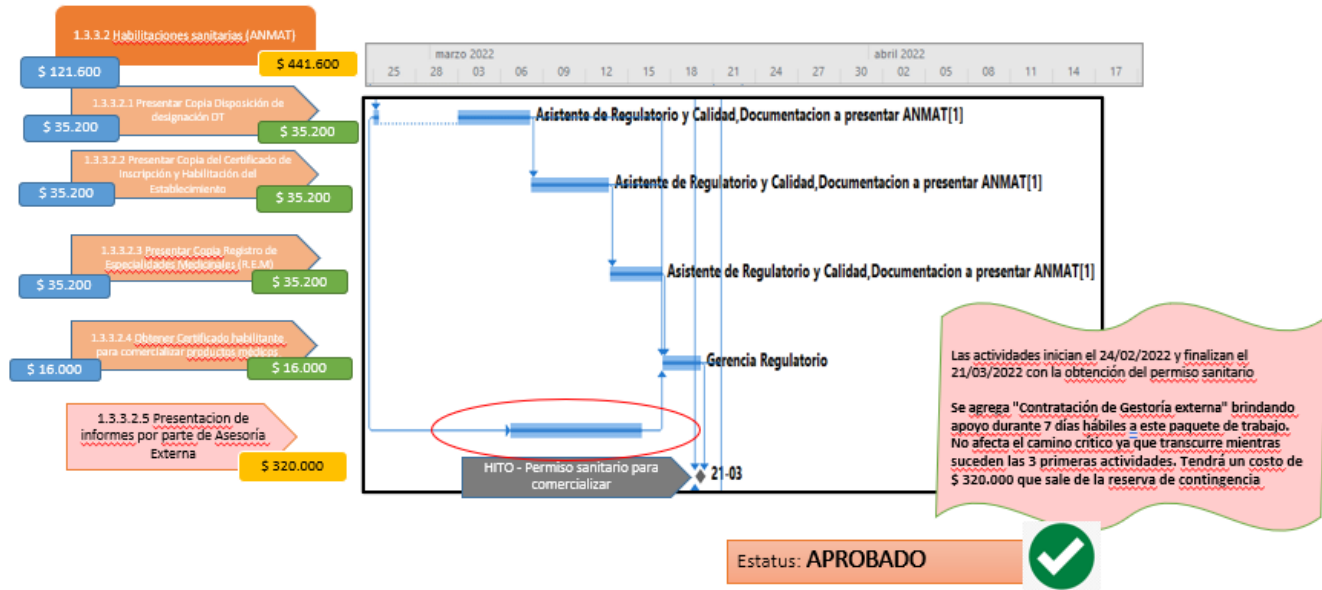 1.3.3.2 Habilitaciones sanitarias (ANMAT)
$ 121.600
$ 441.600
1.3.3.2.1 Presentar Copia Disposición de
designación DT
$ 35.200
$ 35.200
1.3.3.2.2 Presentar Copia del Certificado de
Inscripción y Habilitación del
Establecimiento
$ 35.200
$ 35.200
1.3.3.2.3 Presentar Copia Registro de
Especialidades Medicinales (R.E.M)
$ 35.200
$ 35.200
1.3.3.2.4 Obtener Certificado habilitante
para comercializar productos médicos
$ 16.000
$ 16.000
1.3.3.2.5 Presentacion de
informes por parte de Asesoría
Externa
$ 320.000
marzo 2022
abril 2022
25 28 03 06 09 12 15 18 21 24 27 30 02 05 08 11 14 17
Asistente de Regulatorio y Calidad,Documentacion a presentar ANMAT[1]
Asistente de Regulatorio y Calidad,Documentacion a presentar ANMAT[1]
Asistente de Regulatorio y Calidad,Documentacion a presentar ANMAT[1]
Gerencia Regulatorio
HITO - Permiso sanitario para
comercializar
21-03
Las actividades inician el 24/02/2022 y finalizan el
21/03/2022 con la obtención del permiso sanitario
Se agrega "Contratación de Gestoría externa" brindando
apoyo durante 7 días hábiles a este paquete de trabajo.
No afecta el camino crítico ya que transcurre mientras
suceden las 3 primeras actividades. Tendrá un costo de
$ 320.000 que sale de la reserva de contingencia
Estatus: APROBADO